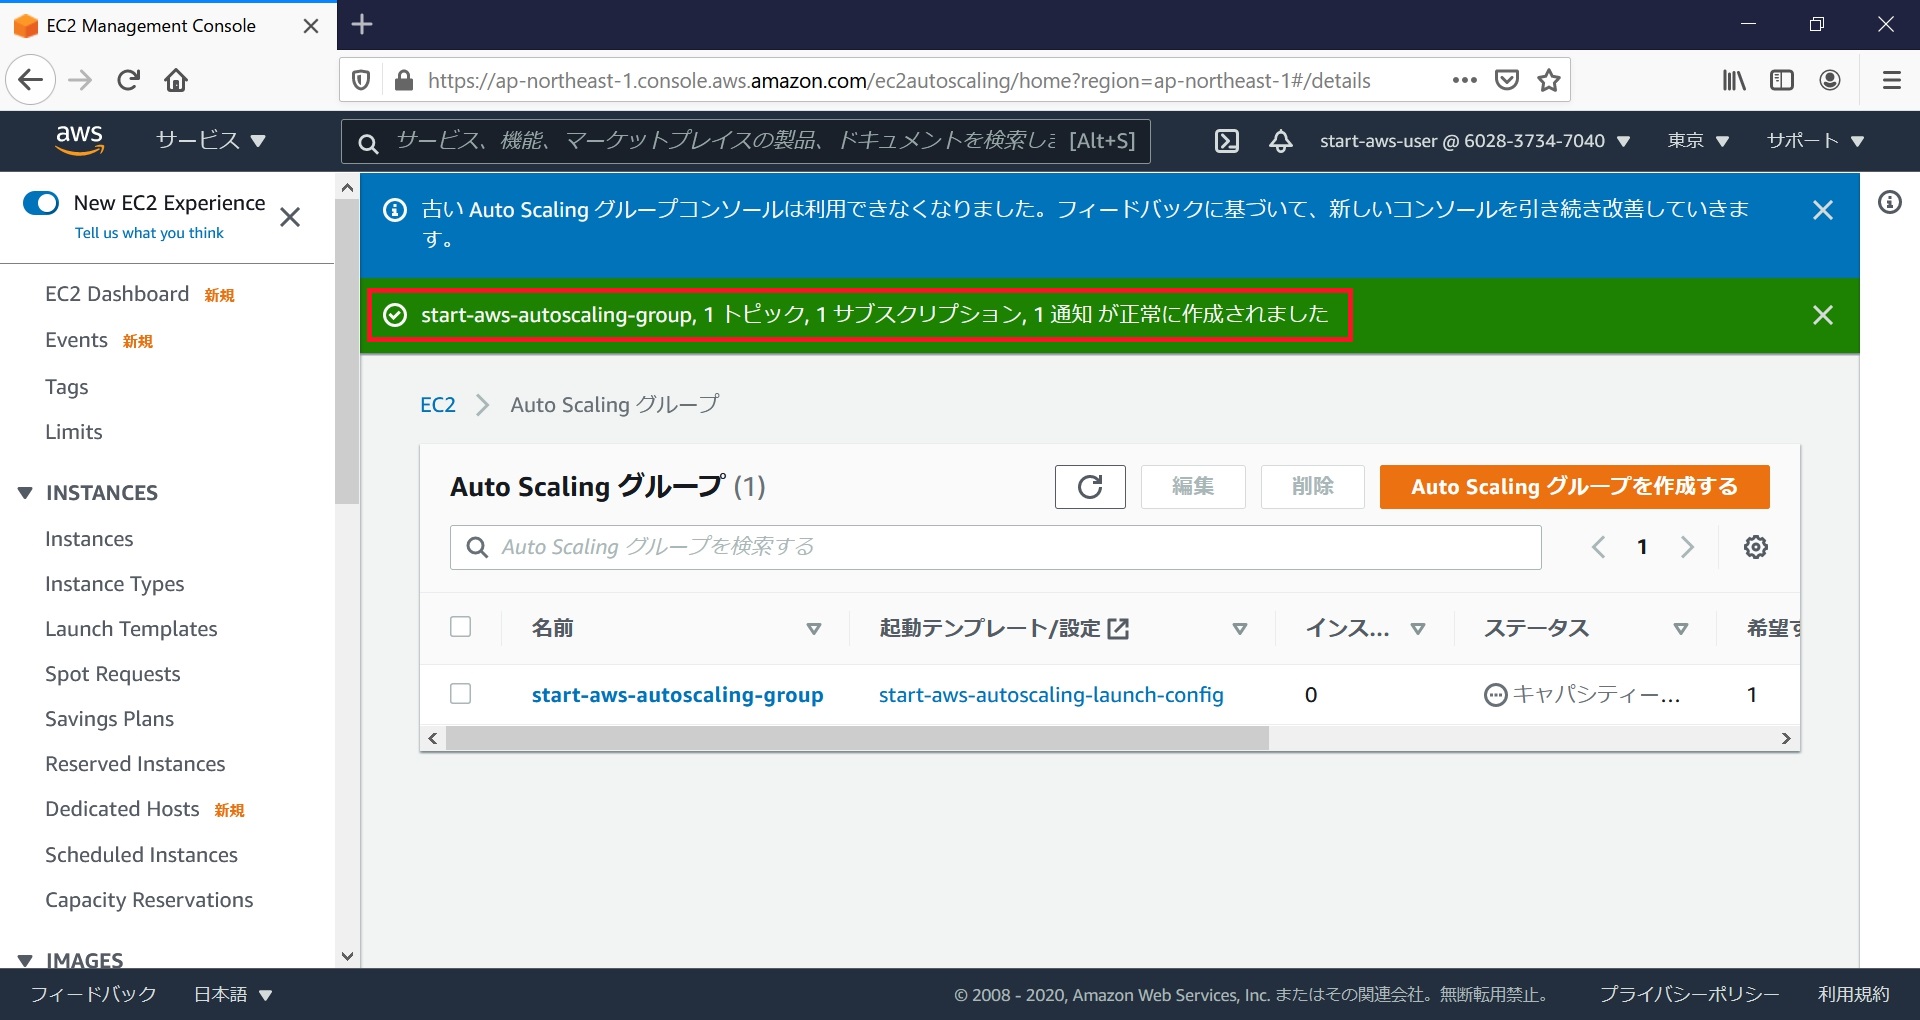 EC2 Management Console
https://ap-northeast-1.console.aws.amazon.com/ec2autoscaling/home?region=ap-northeast-1#/details
aws
サービス
サービス、機能、マーケットプレイスの製品、ドキュメントを検索しま
[Alt+S]
start-aws-user @ 6028-3734-7040
東京
サポート
New EC2 Experience
Tell us what you think
EC2 Dashboard 新規
Events 新規
Tags
Limits
INSTANCES
Instances
Instance Types
Launch Templates
Spot Requests
Savings Plans
Reserved Instances
Dedicated Hosts 新規
Scheduled Instances
Capacity Reservations
IMAGES
古い Auto Scaling グループコンソールは利用できなくなりました。フィードバックに基づいて、新しいコンソールを引き続き改善していきま
す。
start-aws-autoscaling-group, 1 トピック, 1 サブスクリプション, 1 通知 が正常に作成されました
EC2
Auto Scaling グループ
Auto Scaling グループ (1)
編集
削除
Auto Scaling グループを作成する
Auto Scaling グループを検索する
1
名前
起動テンプレート/設定
インス...
ステータス
希望す
start-aws-autoscaling-group
start-aws-autoscaling-launch-config
0
キャパシティー...
1
フィードバック
日本語
© 2008 - 2020, Amazon Web Services, Inc. またはその関連会社。無断転用禁止。
プライバシーポリシー
利用規約